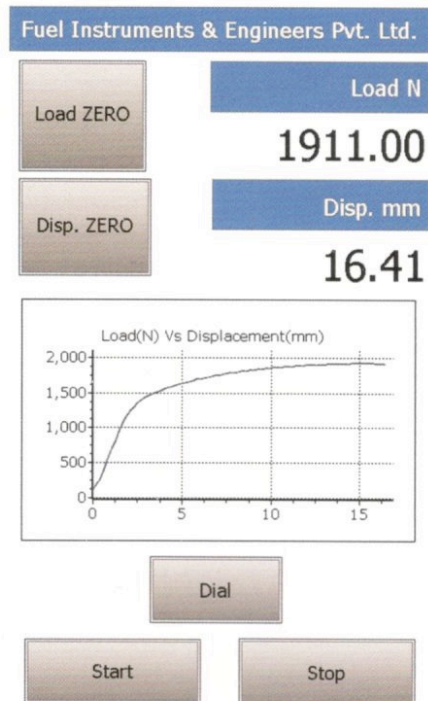 Fuel Instruments & Engineers Pvt. Ltd.
Load ZERO
Load N
1911.00
Disp. ZERO
Disp. mm
16.41
Load(N) Vs Displacement(mm)
2,000
1,500
1,000
500
0
0 5 10 15
Dial
Start Stop